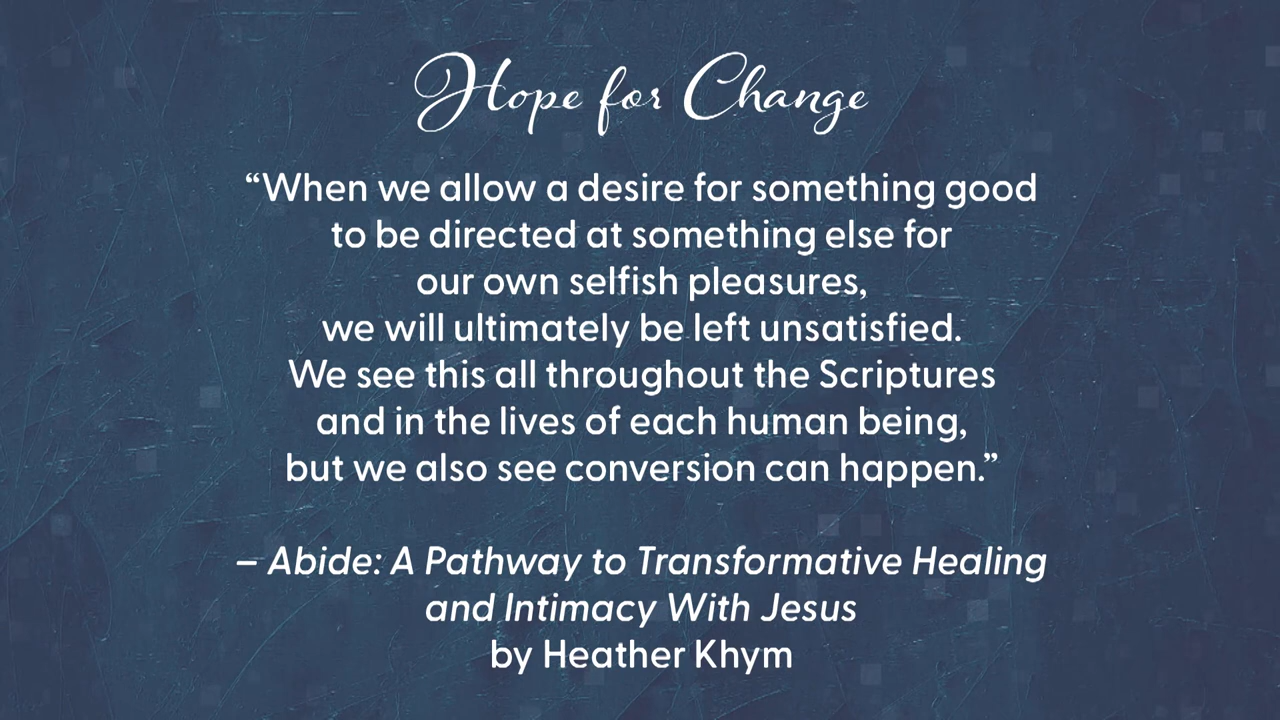 Hope for Change
“When we allow a desire for something good
to be directed at something else for
our own selfish pleasures,
we will ultimately be left unsatisfied.
We see this all throughout the Scriptures
and in the lives of each human being,
but we also see conversion can happen.”
– Abide: A Pathway to Transformative Healing
and Intimacy With Jesus
by Heather Khym